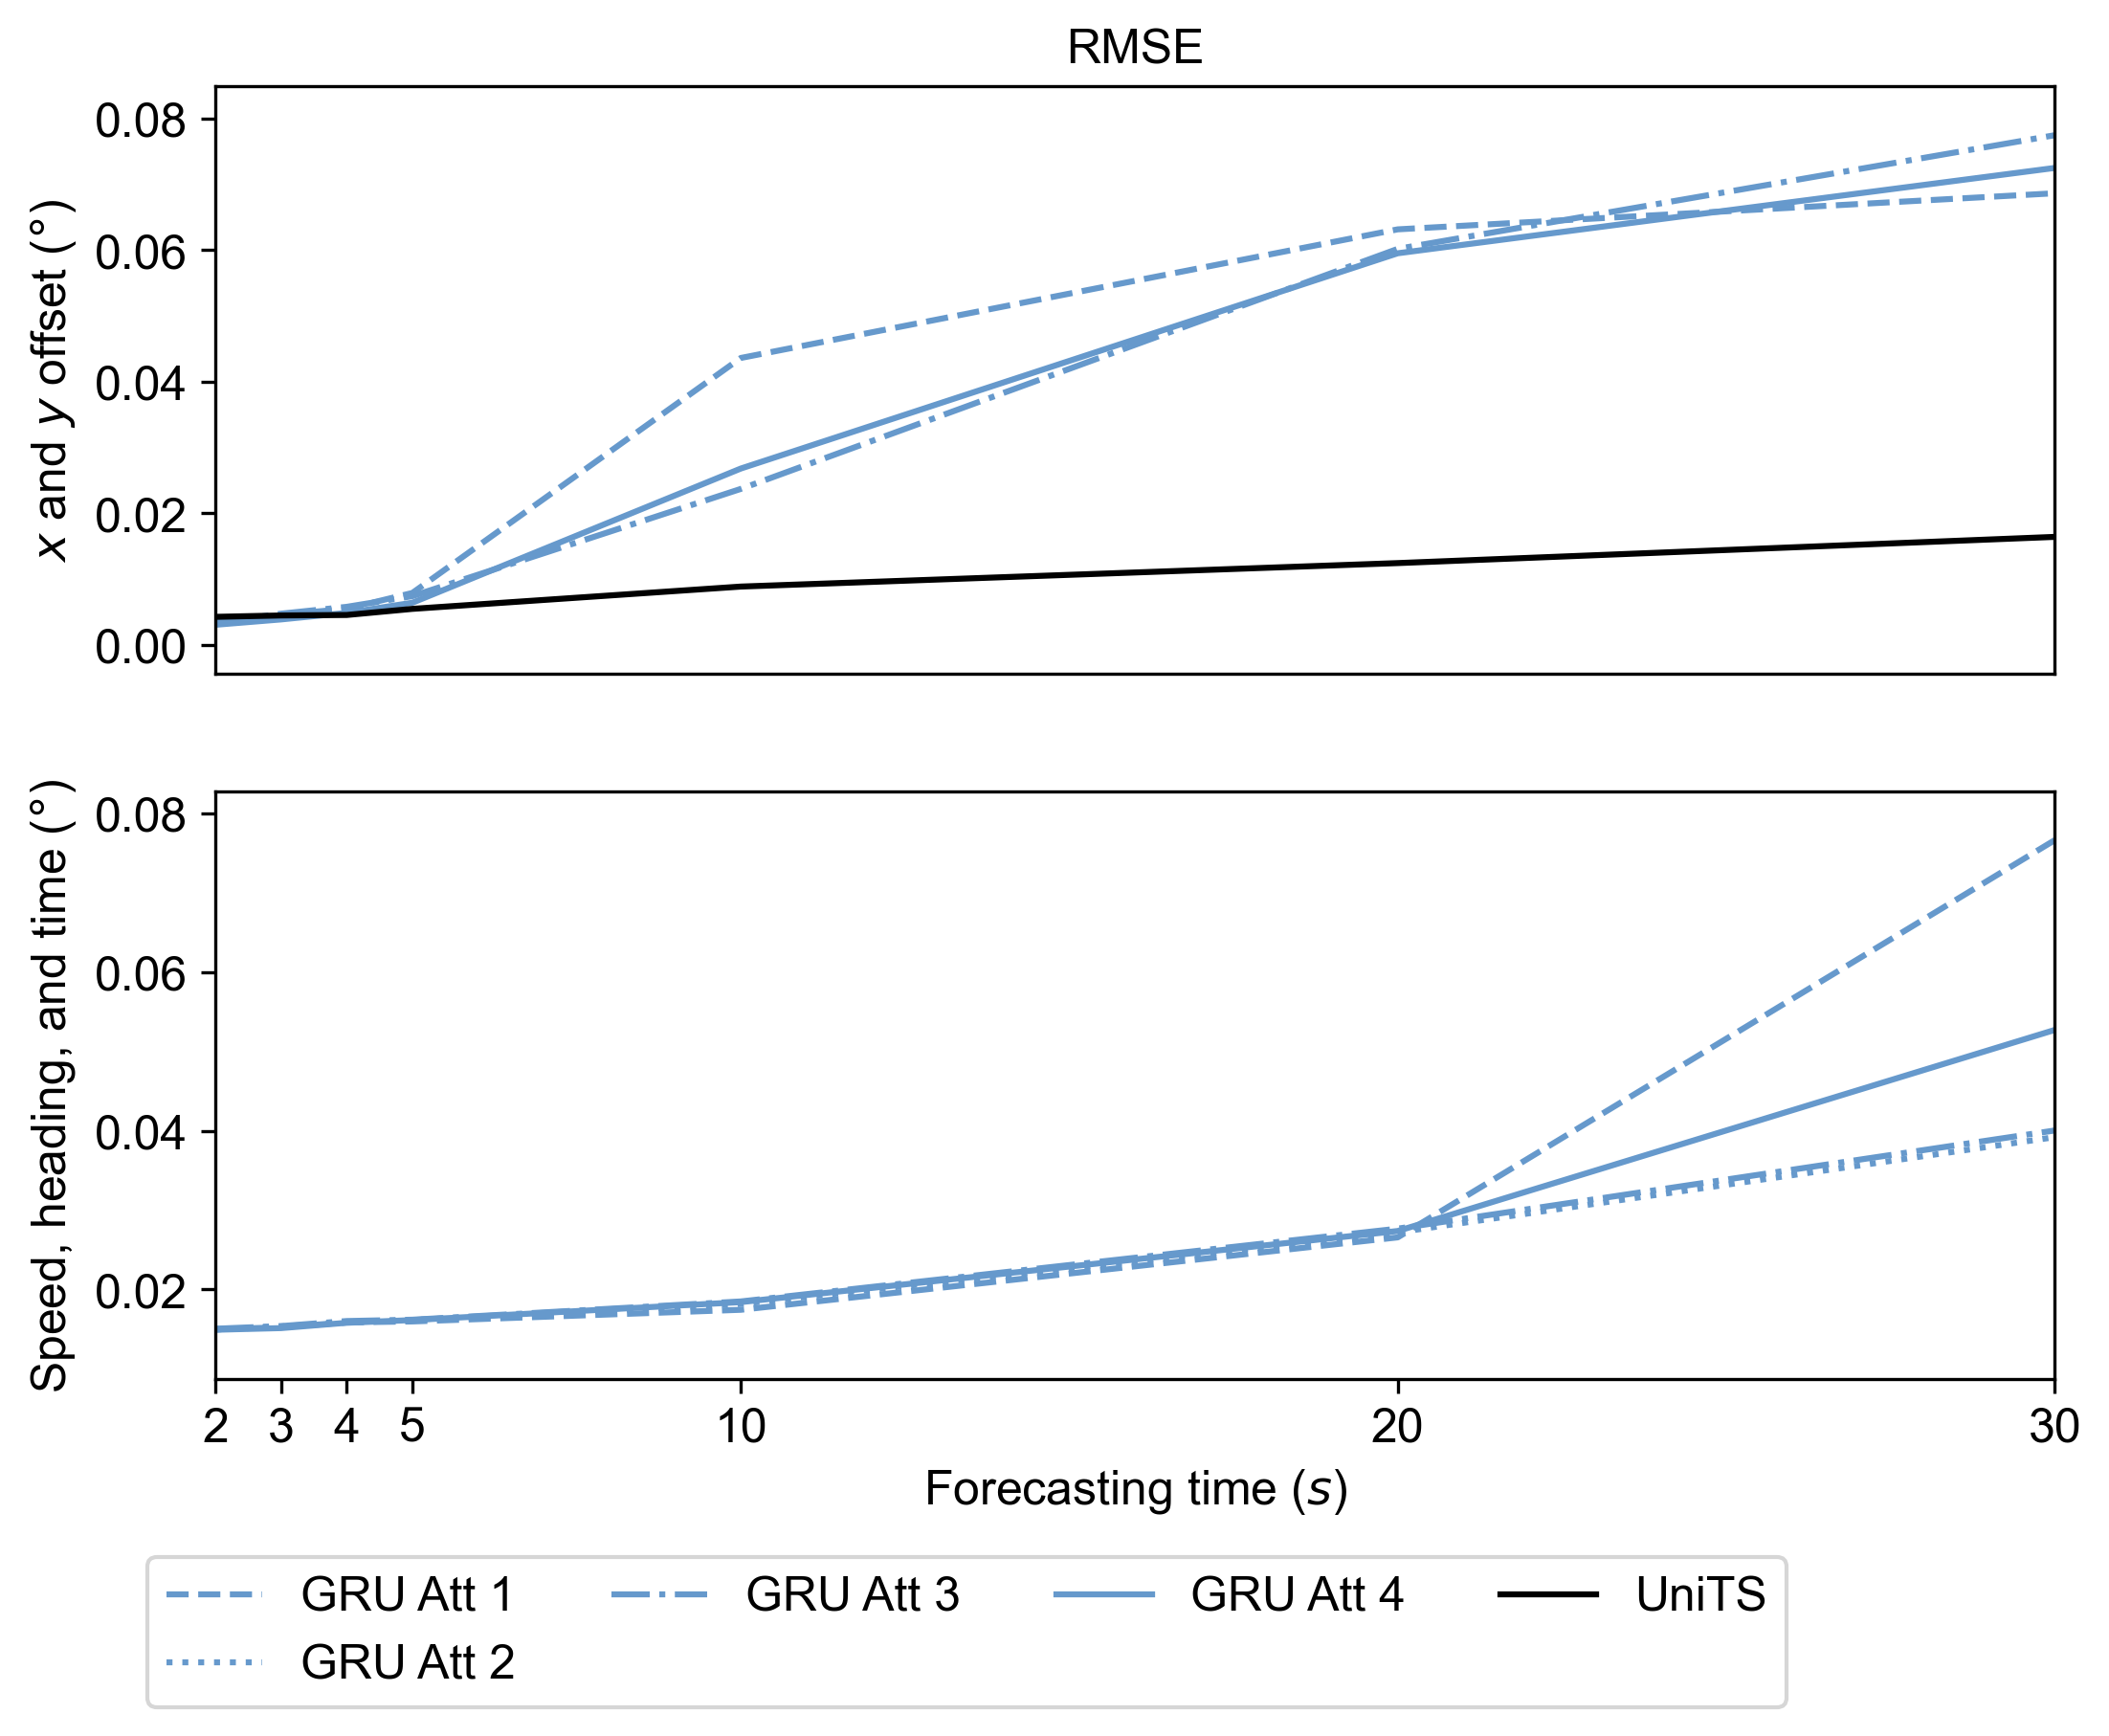 RMSE
x and y offset (°)
0.08
0.06
0.04
0.02
0.00
Speed, heading, and time (°)
0.08
0.06
0.04
0.02
2 3 4 5 10 20 30
Forecasting time (s)
GRU Att 1 GRU Att 3 GRU Att 4 UniTS
GRU Att 2